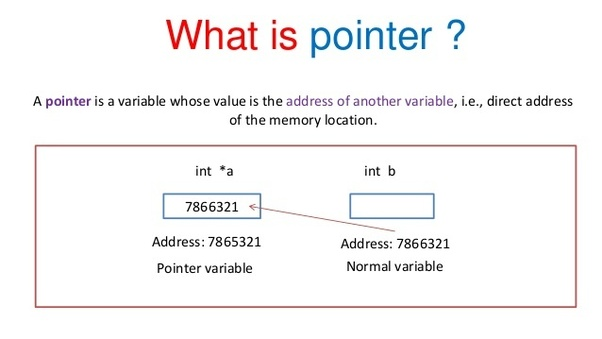 What is pointer ?
A pointer is a variable whose value is the address of another variable, i.e., direct address
of the memory location.
int *a
int b
7866321
Address: 7865321
Address: 7866321
Pointer variable
Normal variable